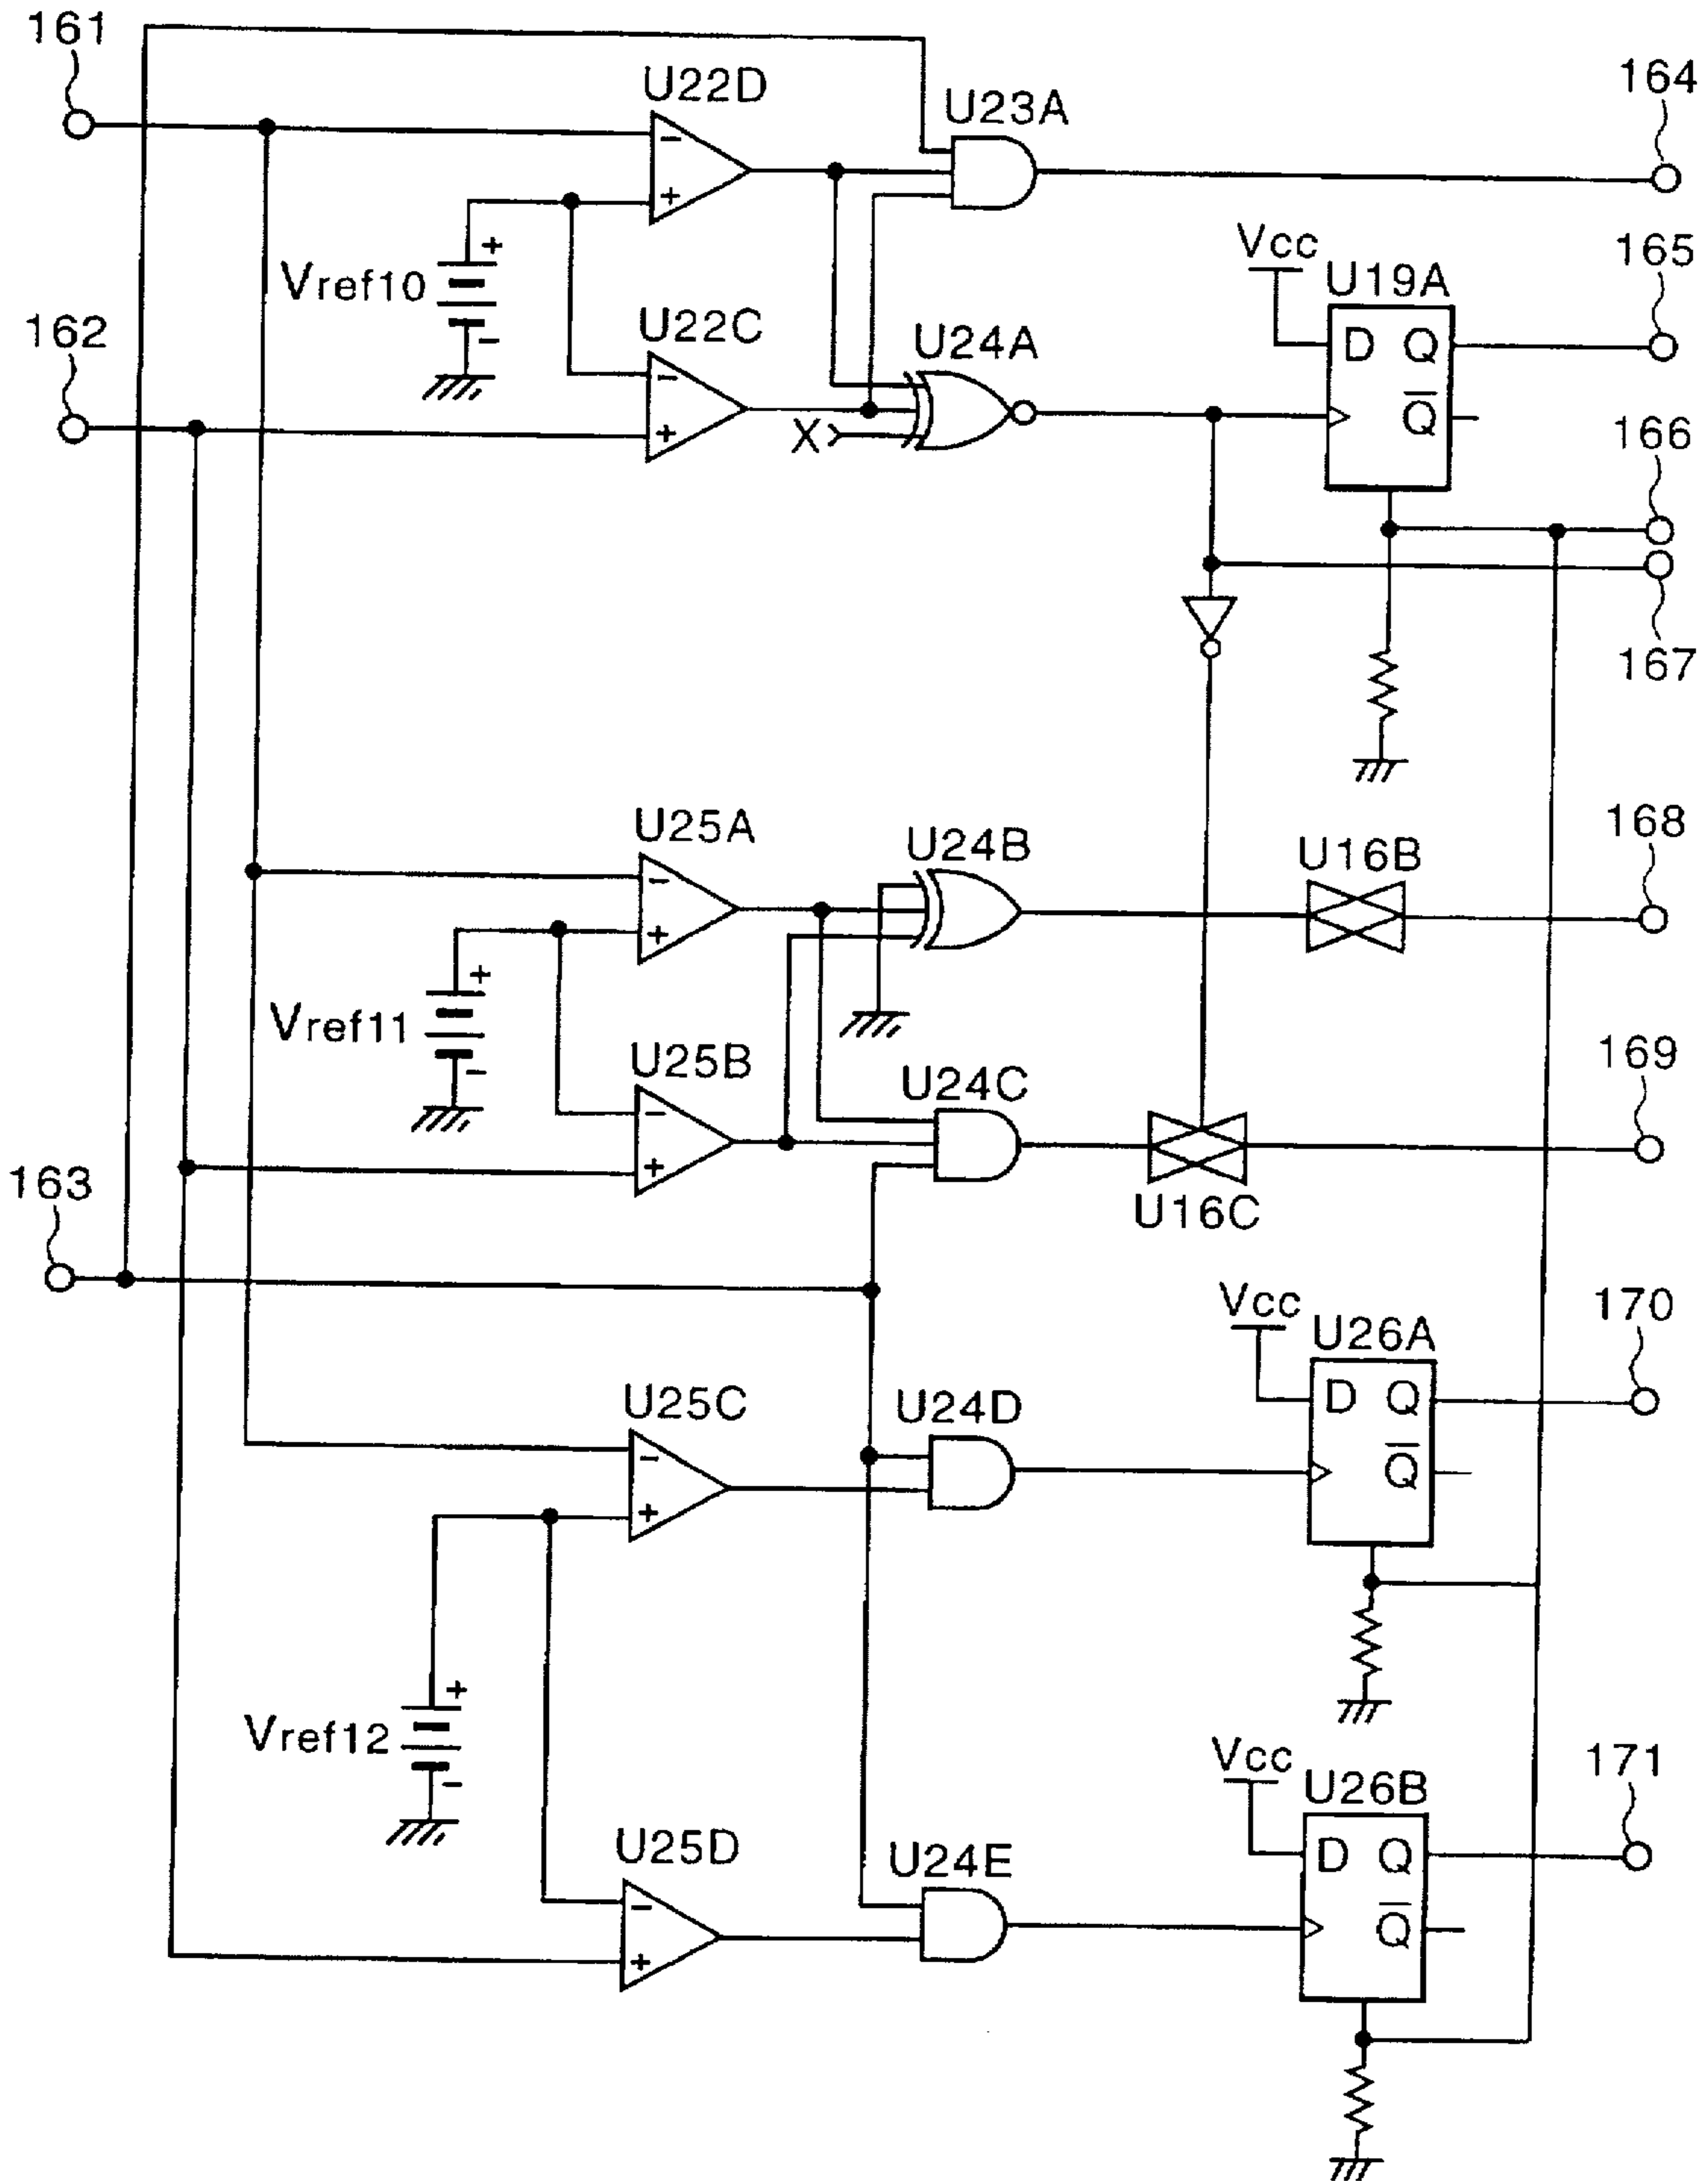 161
U22D
U23A
164
-
+
Vref10
+
-
Vcc
U19A
165
D Q
Q̅
162
U22C
U24A
-
+
X
166
167
U25A
U24B
U16B
168
-
+
Vref11
+
-
U25B
U24C
169
-
+
U16C
163
Vcc
U26A
170
D Q
Q̅
U25C
U24D
-
+
Vref12
+
-
Vcc
U26B
171
D Q
Q̅
U25D
U24E
-
+